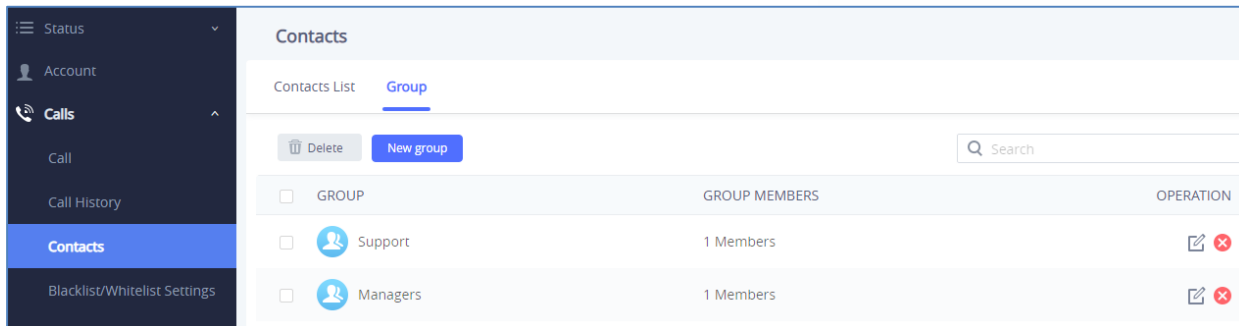 Status
Account
Calls
Call
Call History
Contacts
Blacklist/Whitelist Settings
Contacts
Contacts List Group
Delete New group Search
GROUP GROUP MEMBERS OPERATION
Support 1 Members
Managers 1 Members